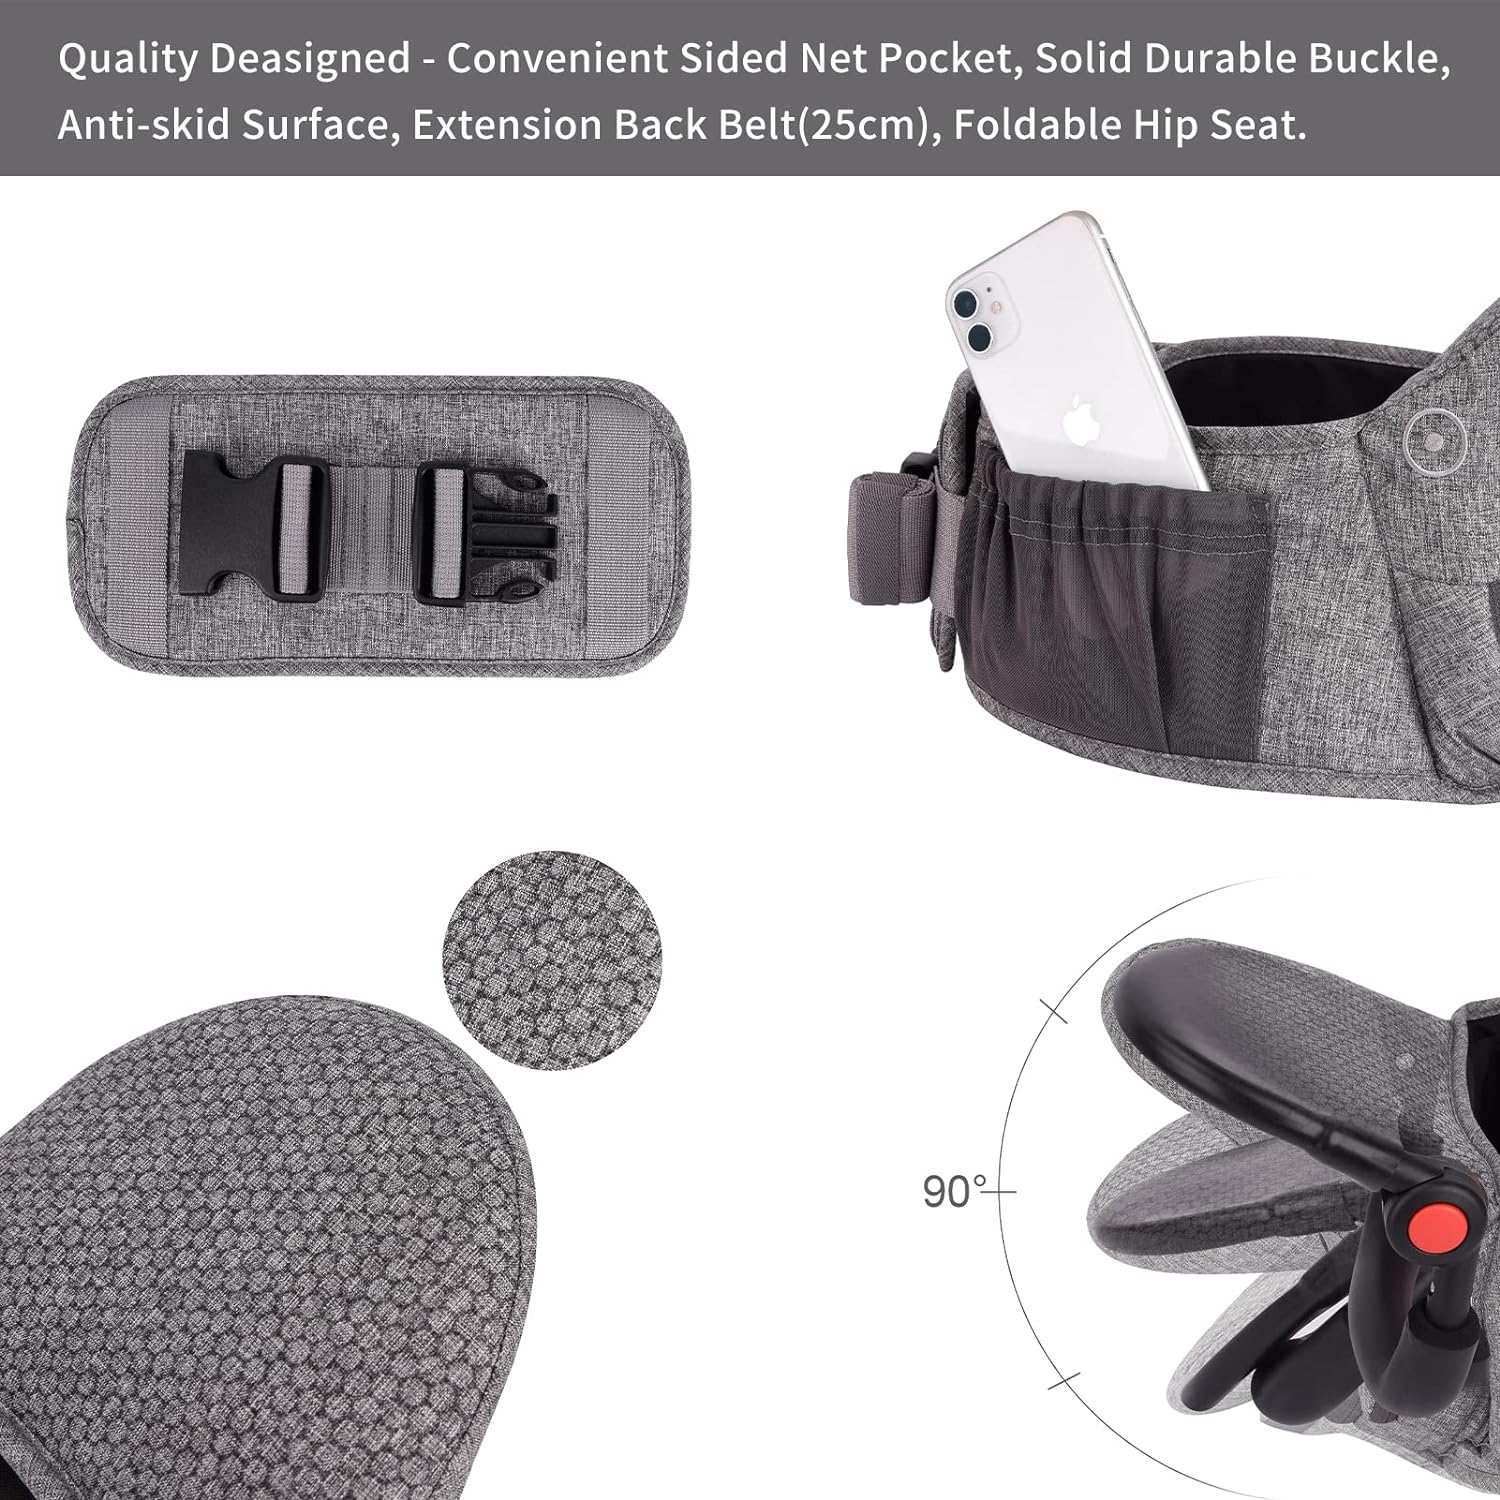 Quality Deasigned - Convenient Sided Net Pocket, Solid Durable Buckle,
Anti-skid Surface, Extension Back Belt(25cm), Foldable Hip Seat.
90°